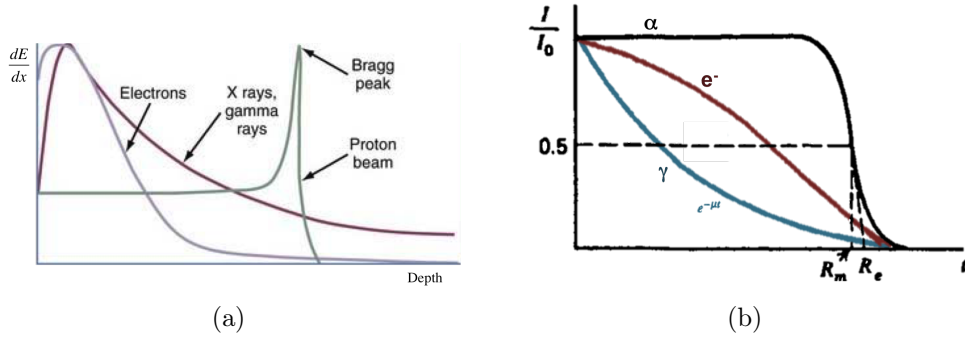 dE
dx
Electrons
X rays,
gamma
rays
Bragg
peak
Proton
beam
Depth
(a)
I
I₀
α
e⁻
0.5
γ
e^{-μt}
Rₘ
Rₑ
(b)